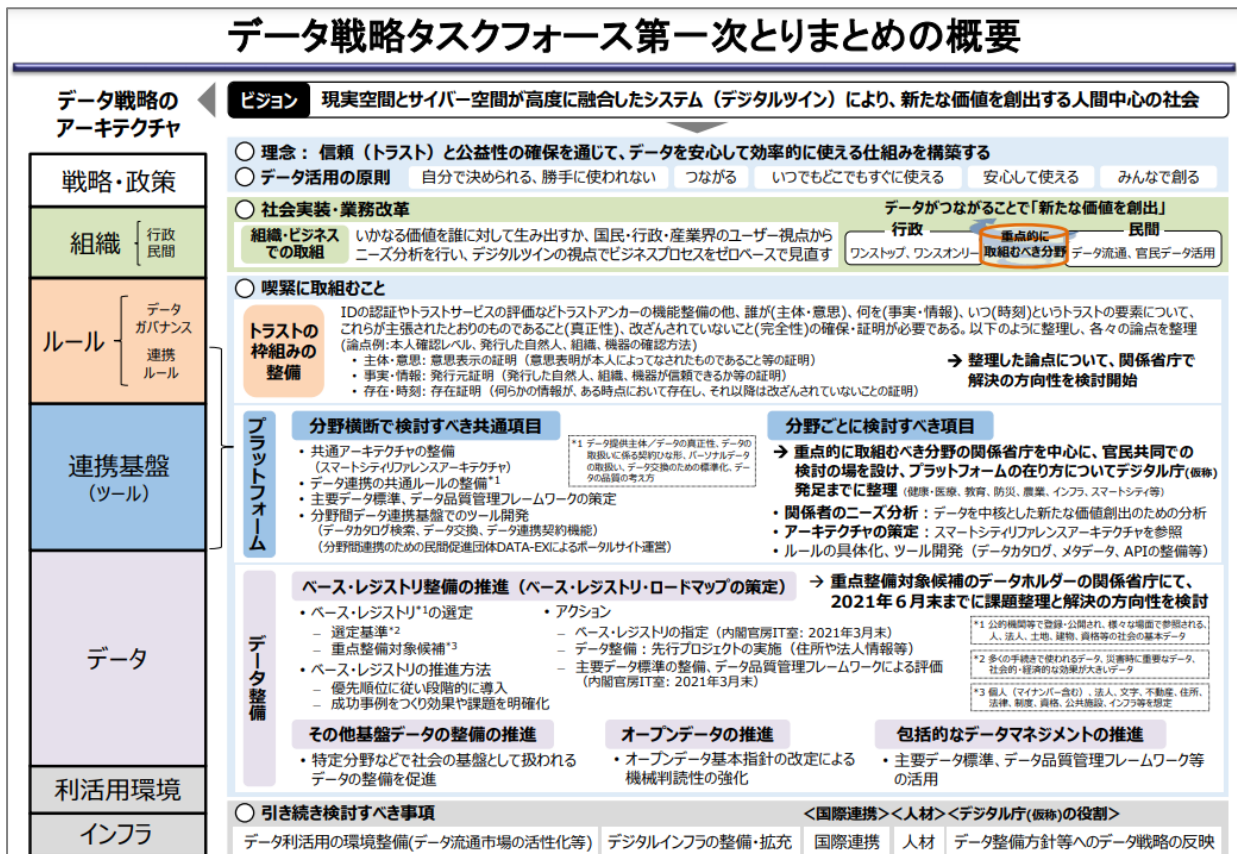 データ戦略タスクフォース第一次とりまとめの概要
データ戦略の
アーキテクチャ
ビジョン 現実空間とサイバー空間が高度に融合したシステム（デジタルツイン）により、新たな価値を創出する人間中心の社会
戦略・政策
○ 理念： 信頼（トラスト）と公益性の確保を通じて、データを安心して効率的に使える仕組みを構築する
○ データ活用の原則 自分で決められる、勝手に使われない つながる いつでもどこでもすぐに使える 安心して使える みんなで創る
組織
行政
民間
○ 社会実装・業務改革
組織・ビジネス
での取組
いかなる価値を誰に対して生み出すか、国民・行政・産業界のユーザー視点から
ニーズ分析を行い、デジタルツインの視点でビジネスプロセスをゼロベースで見直す
データがつながることで「新たな価値を創出」
行政
ワンストップ、ワンスオンリー
重点的に
取組むべき分野
民間
データ流通、官民データ活用
ルール
データ
ガバナンス
連携
ルール
○ 喫緊に取組むこと
トラストの
枠組みの
整備
IDの認証やトラストサービスの評価などトラストアンカーの機能整備の他、誰が(主体・意思)、何を(事実・情報)、いつ(時刻)というトラストの要素について、
これらが主張されたとおりのものであること(真正性)、改ざんされていないこと(完全性)の確保・証明が必要である。以下のように整理し、各々の論点を整理
(論点例:本人確認レベル、発行した自然人、組織、機器の確認方法)
• 主体・意思: 意思表示の証明（意思表明が本人によってなされたものであること等の証明）
• 事実・情報: 発行元証明（発行した自然人、組織、機器が信頼できるか等の証明）
• 存在・時刻: 存在証明（何らかの情報が、ある時点において存在し、それ以降は改ざんされていないことの証明）
→ 整理した論点について、関係省庁で
解決の方向性を検討開始
連携基盤
（ツール）
プラットフォーム
分野横断で検討すべき共通項目
• 共通アーキテクチャの整備
（スマートシティリファレンスアーキテクチャ）
• データ連携の共通ルールの整備*1
• 主要データ標準、データ品質管理フレームワークの策定
• 分野間データ連携基盤でのツール開発
（データカタログ検索、データ交換、データ連携契約機能）
（分野間連携のための民間促進団体DATA-EXによるポータルサイト運営）
*1 データ提供主体／データの真正性、データの
取扱いに係る契約ひな形、パーソナルデータ
の取扱い、データ交換のための標準化、デー
タの品質の考え方
分野ごとに検討すべき項目
→ 重点的に取組むべき分野の関係省庁を中心に、官民共同での
検討の場を設け、プラットフォームの在り方についてデジタル庁(仮称)
発足までに整理（健康・医療、教育、防災、農業、インフラ、スマートシティ等）
• 関係者のニーズ分析：データを中核とした新たな価値創出のための分析
• アーキテクチャの策定：スマートシティリファレンスアーキテクチャを参照
• ルールの具体化、ツール開発（データカタログ、メタデータ、APIの整備等）
データ
データ整備
ベース・レジストリ整備の推進（ベース・レジストリ・ロードマップの策定）
• ベース・レジストリ*1の選定
– 選定基準*2
– 重点整備対象候補*3
• ベース・レジストリの推進方法
– 優先順位に従い段階的に導入
– 成功事例をつくり効果や課題を明確化
• アクション
– ベース・レジストリの指定（内閣官房IT室: 2021年3月末）
– データ整備：先行プロジェクトの実施（住所や法人情報等）
– 主要データ標準の整備、データ品質管理フレームワークによる評価
（内閣官房IT室: 2021年3月末）
→ 重点整備対象候補のデータホルダーの関係省庁にて、
2021年６月末までに課題整理と解決の方向性を検討
*1 公的機関等で登録・公開され、様々な場面で参照される、
人、法人、土地、建物、資格等の社会の基本データ
*2 多くの手続きで使われるデータ、災害時に重要なデータ、
社会的・経済的な効果が大きいデータ
*3 個人（マイナンバー含む）、法人、文字、不動産、住所、
法律、制度、資格、公共施設、インフラ等を想定
その他基盤データの整備の推進
• 特定分野などで社会の基盤として扱われる
データの整備を促進
オープンデータの推進
• オープンデータ基本指針の改定による
機械判読性の強化
包括的なデータマネジメントの推進
• 主要データ標準、データ品質管理フレームワーク等
の活用
利活用環境
インフラ
○ 引き続き検討すべき事項
<国際連携><人材><デジタル庁(仮称)の役割>
データ利活用の環境整備(データ流通市場の活性化等) デジタルインフラの整備・拡充 国際連携 人材 データ整備方針等へのデータ戦略の反映